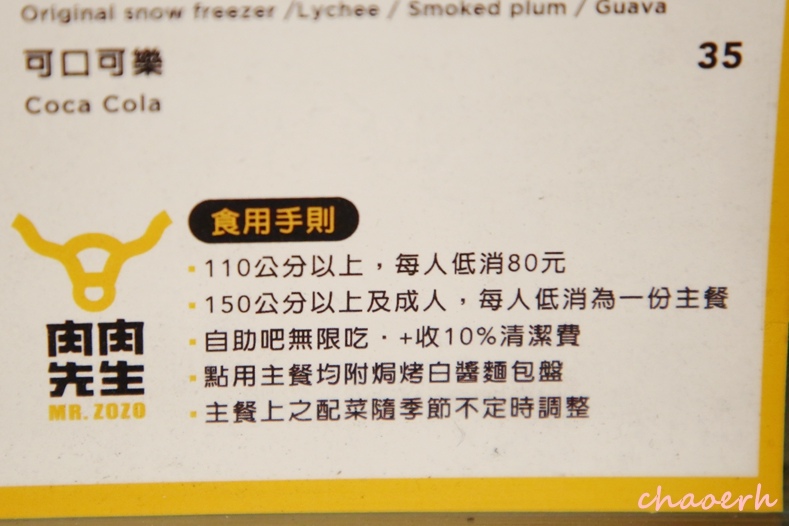 Original snow freezer /Lychee / Smoked plum / Guava
可口可樂 35
Coca Cola
食用手則
110公分以上，每人低消80元
150公分以上及成人，每人低消為一份主餐
自助吧無限吃·+收10%清潔費
點用主餐均附焗烤白醬麵包盤
主餐上之配菜隨季節不定時調整
肉肉
先生
MR. ZOZO
chaoerh